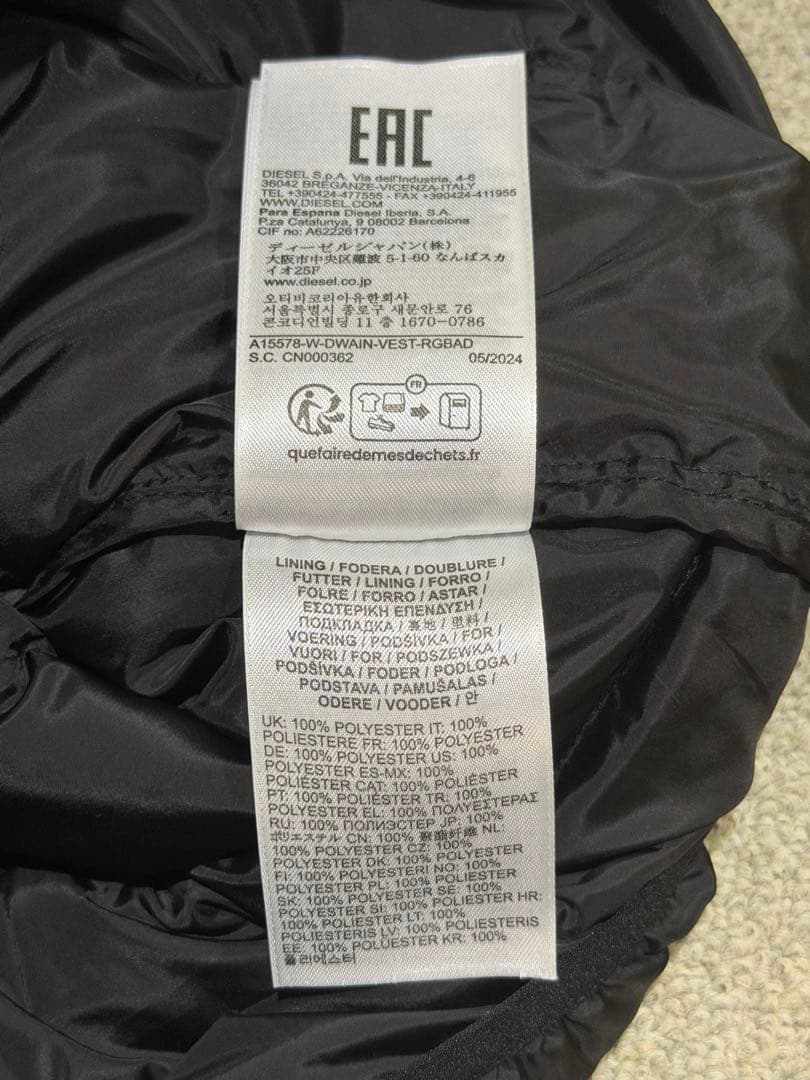 EAC
DIESEL S.p.A. Via dell'Industria, 4-6
36042 BREGANZE-VICENZA-ITALY
TEL +390424-477555 - FAX +390424-411955
WWW.DIESEL.COM
Para Espana Diesel Iberia, S.A.
P.za Catalunya, 9 08002 Barcelona
CIF no: A62226170
ディーゼルジャパン(株)
大阪市中央区難波 5-1-60 なんばスカ
イオ25F
www.diesel.co.jp
오티비코리아유한회사
서울특별시 종로구 새문안로 76
콘코디언빌딩 11 층 1670-0786
A15578-W-DWAIN-VEST-RGBAD
S.C. CN000362 05/2024
FR
quefairedemesdechets.fr
LINING / FODERA / DOUBLURE /
FUTTER / LINING / FORRO /
FOLRE / FORRO / ASTAR /
ΕΣΩΤΕΡΙΚΗ ΕΠΕΝΔΥΣΗ /
ПОДКЛАДКА / 裏地 / 里料 /
VOERING / PODŠÍVKA / FÓR /
VUORI / FÔR / PODSZEWKA /
PODŠÍVKA / FODER / PODLOGA /
PODSTAVA / PAMUŠALAS /
ODERE / VOODER / 안
UK: 100% POLYESTER IT: 100%
POLIESTERE FR: 100% POLYESTER
DE: 100% POLYESTER US: 100%
POLYESTER ES-MX: 100%
POLIÉSTER CAT: 100% POLIÈSTER
PT: 100% POLIÉSTER TR: 100%
POLYESTER EL: 100% ΠΟΛΥΕΣΤΕΡΑΣ
RU: 100% ПОЛИЭСТЕР JP: 100%
ポリエステル CN: 100% 聚酯纤维 NL:
100% POLYESTER CZ: 100%
POLYESTER DK: 100% POLYESTER
FI: 100% POLYESTERI NO: 100%
POLYESTER PL: 100% POLIESTER
SK: 100% POLYESTER SE: 100%
POLYESTER SI: 100% POLIESTER HR:
100% POLIESTER LT: 100%
POLIESTERIS LV: 100% POLIESTERIS
EE: 100% POLÜESTER KR: 100%
폴리에스터